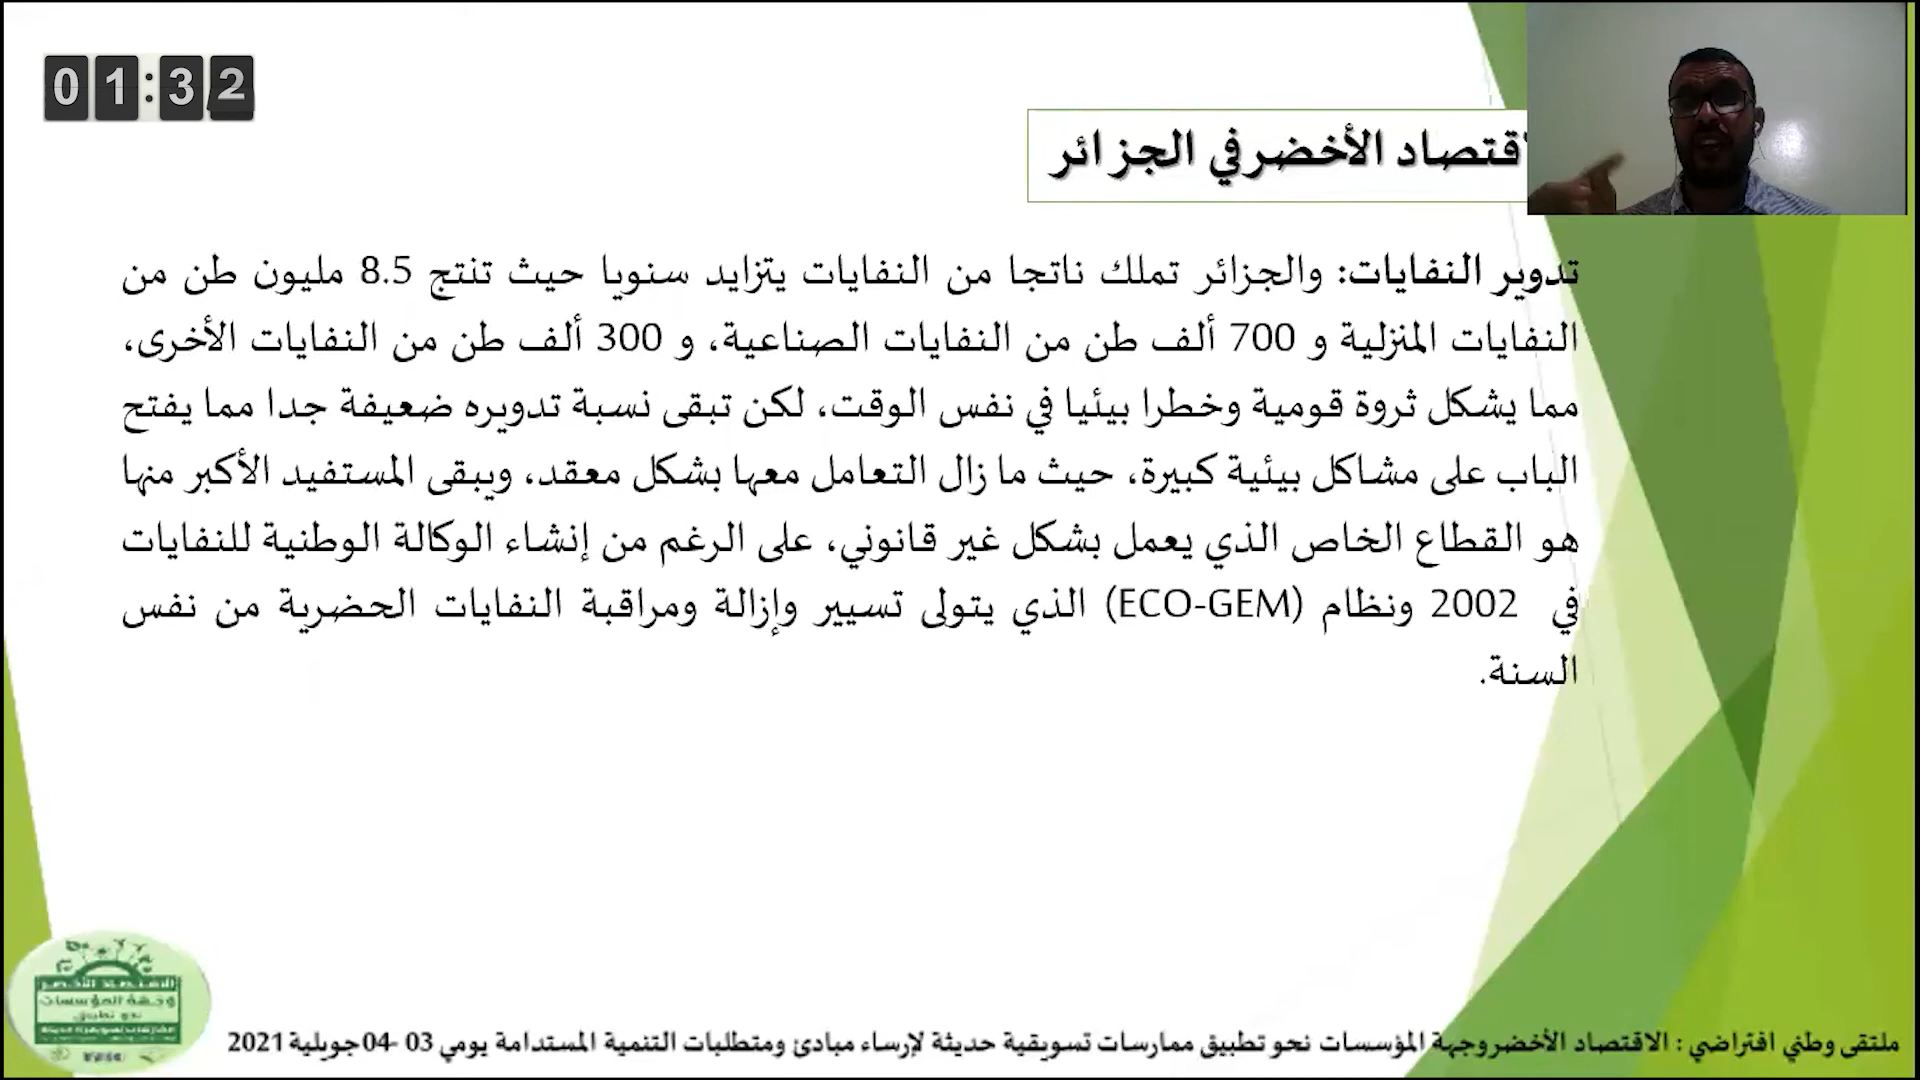 01:32
اقتصاد الأخضر في الجزائر
تدوير النفايات: والجزائر تملك ناتجا من النفايات يتزايد سنويا حيث تنتج 8.5 مليون طن من
النفايات المنزلية و 700 ألف طن من النفايات الصناعية، و 300 ألف طن من النفايات الأخرى،
مما يشكل ثروة قومية وخطرا بيئيا في نفس الوقت، لكن تبقى نسبة تدويره ضعيفة جدا مما يفتح
الباب على مشاكل بيئية كبيرة، حيث ما زال التعامل معها بشكل معقد، ويبقى المستفيد الأكبر منها
هو القطاع الخاص الذي يعمل بشكل غير قانوني، على الرغم من إنشاء الوكالة الوطنية للنفايات
في 2002 ونظام (ECO-GEM) الذي يتولى تسيير وإزالة ومراقبة النفايات الحضرية من نفس
السنة.
الاقتصاد الأخضر
وجهة المؤسسات
نحو تطبيق
ملتقى وطني افتراضي : الاقتصاد الأخضر وجهة المؤسسات نحو تطبيق ممارسات تسويقية حديثة لإرساء مبادئ ومتطلبات التنمية المستدامة يومي 03 -04 جويلية 2021